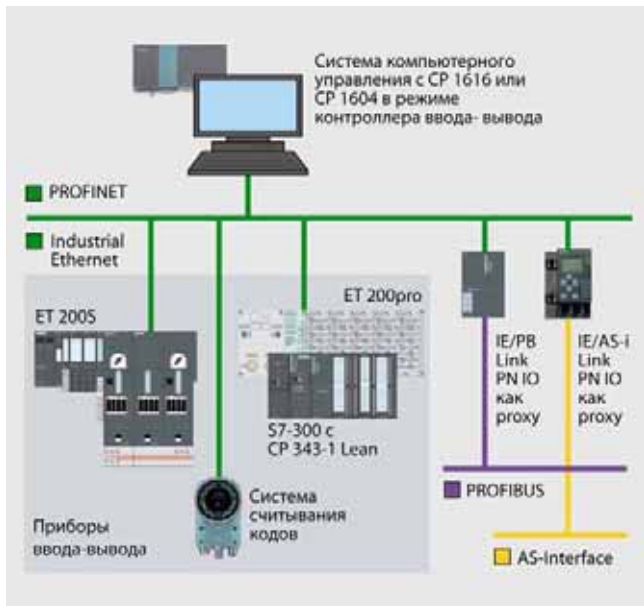 Система компьютерного
управления с CP 1616 или
CP 1604 в режиме
контроллера ввода- вывода
PROFINET
Industrial
Ethernet
ET 200S
ET 200pro
S7-300 с
CP 343-1 Lean
Система
считывания
кодов
Приборы
ввода-вывода
IE/PB
Link
PN IO
как
proxy
IE/AS-i
Link
PN IO
как
proxy
PROFIBUS
AS-Interface